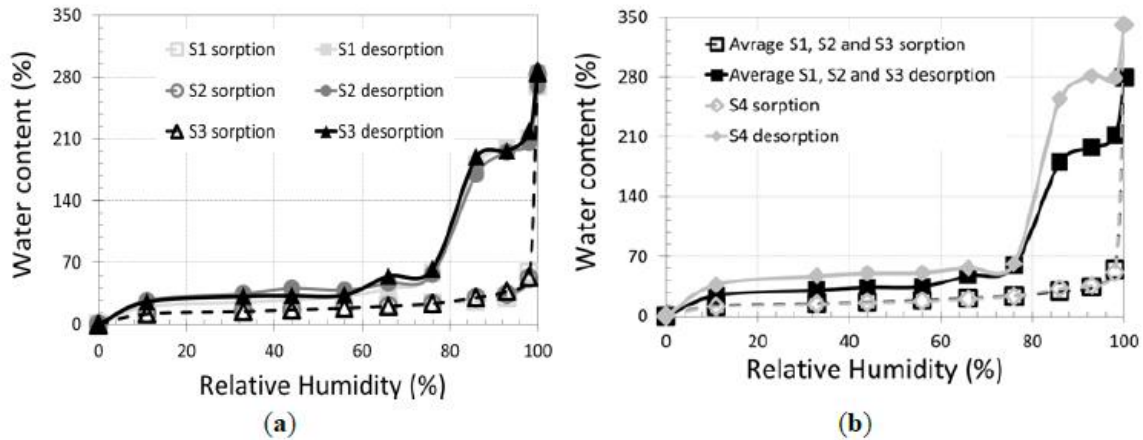 350
280
210
140
70
0
Water content (%)
S1 sorption
S1 desorption
S2 sorption
S2 desorption
S3 sorption
S3 desorption
0
20
40
60
80
100
Relative Humidity (%)
(a)
350
280
210
140
70
0
Water content (%)
Avrage S1, S2 and S3 sorption
Average S1, S2 and S3 desorption
S4 sorption
S4 desorption
0
20
40
60
80
100
Relative Humidity (%)
(b)